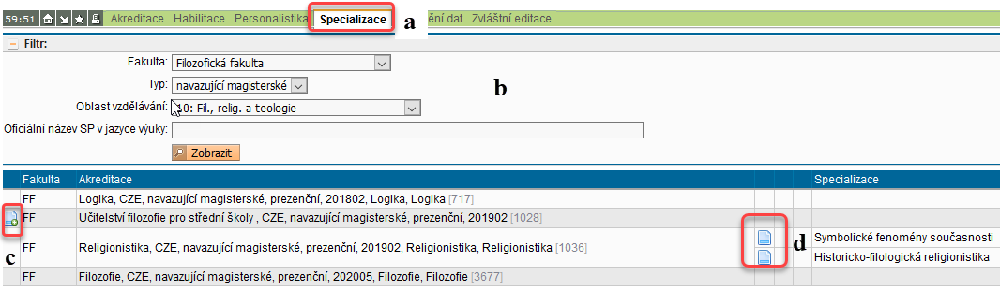 59:51 Akreditace Habilitace Personalistika Specializace a ění dat Zvláštní editace
Filtr:
Fakulta: Filozofická fakulta
Typ: navazující magisterské b
Oblast vzdělávání: 10: Fil., relig. a teologie
Oficiální název SP v jazyce výuky:
Zobrazit
Fakulta Akreditace Specializace
FF Logika, CZE, navazující magisterské, prezenční, 201802, Logika, Logika [717]
FF Učitelství filozofie pro střední školy , CZE, navazující magisterské, prezenční, 201902 [1028]
c FF Religionistika, CZE, navazující magisterské, prezenční, 201902, Religionistika, Religionistika [1036] d Symbolické fenomény současnosti
Historicko-filologická religionistika
FF Filozofie, CZE, navazující magisterské, prezenční, 202005, Filozofie, Filozofie [3677]